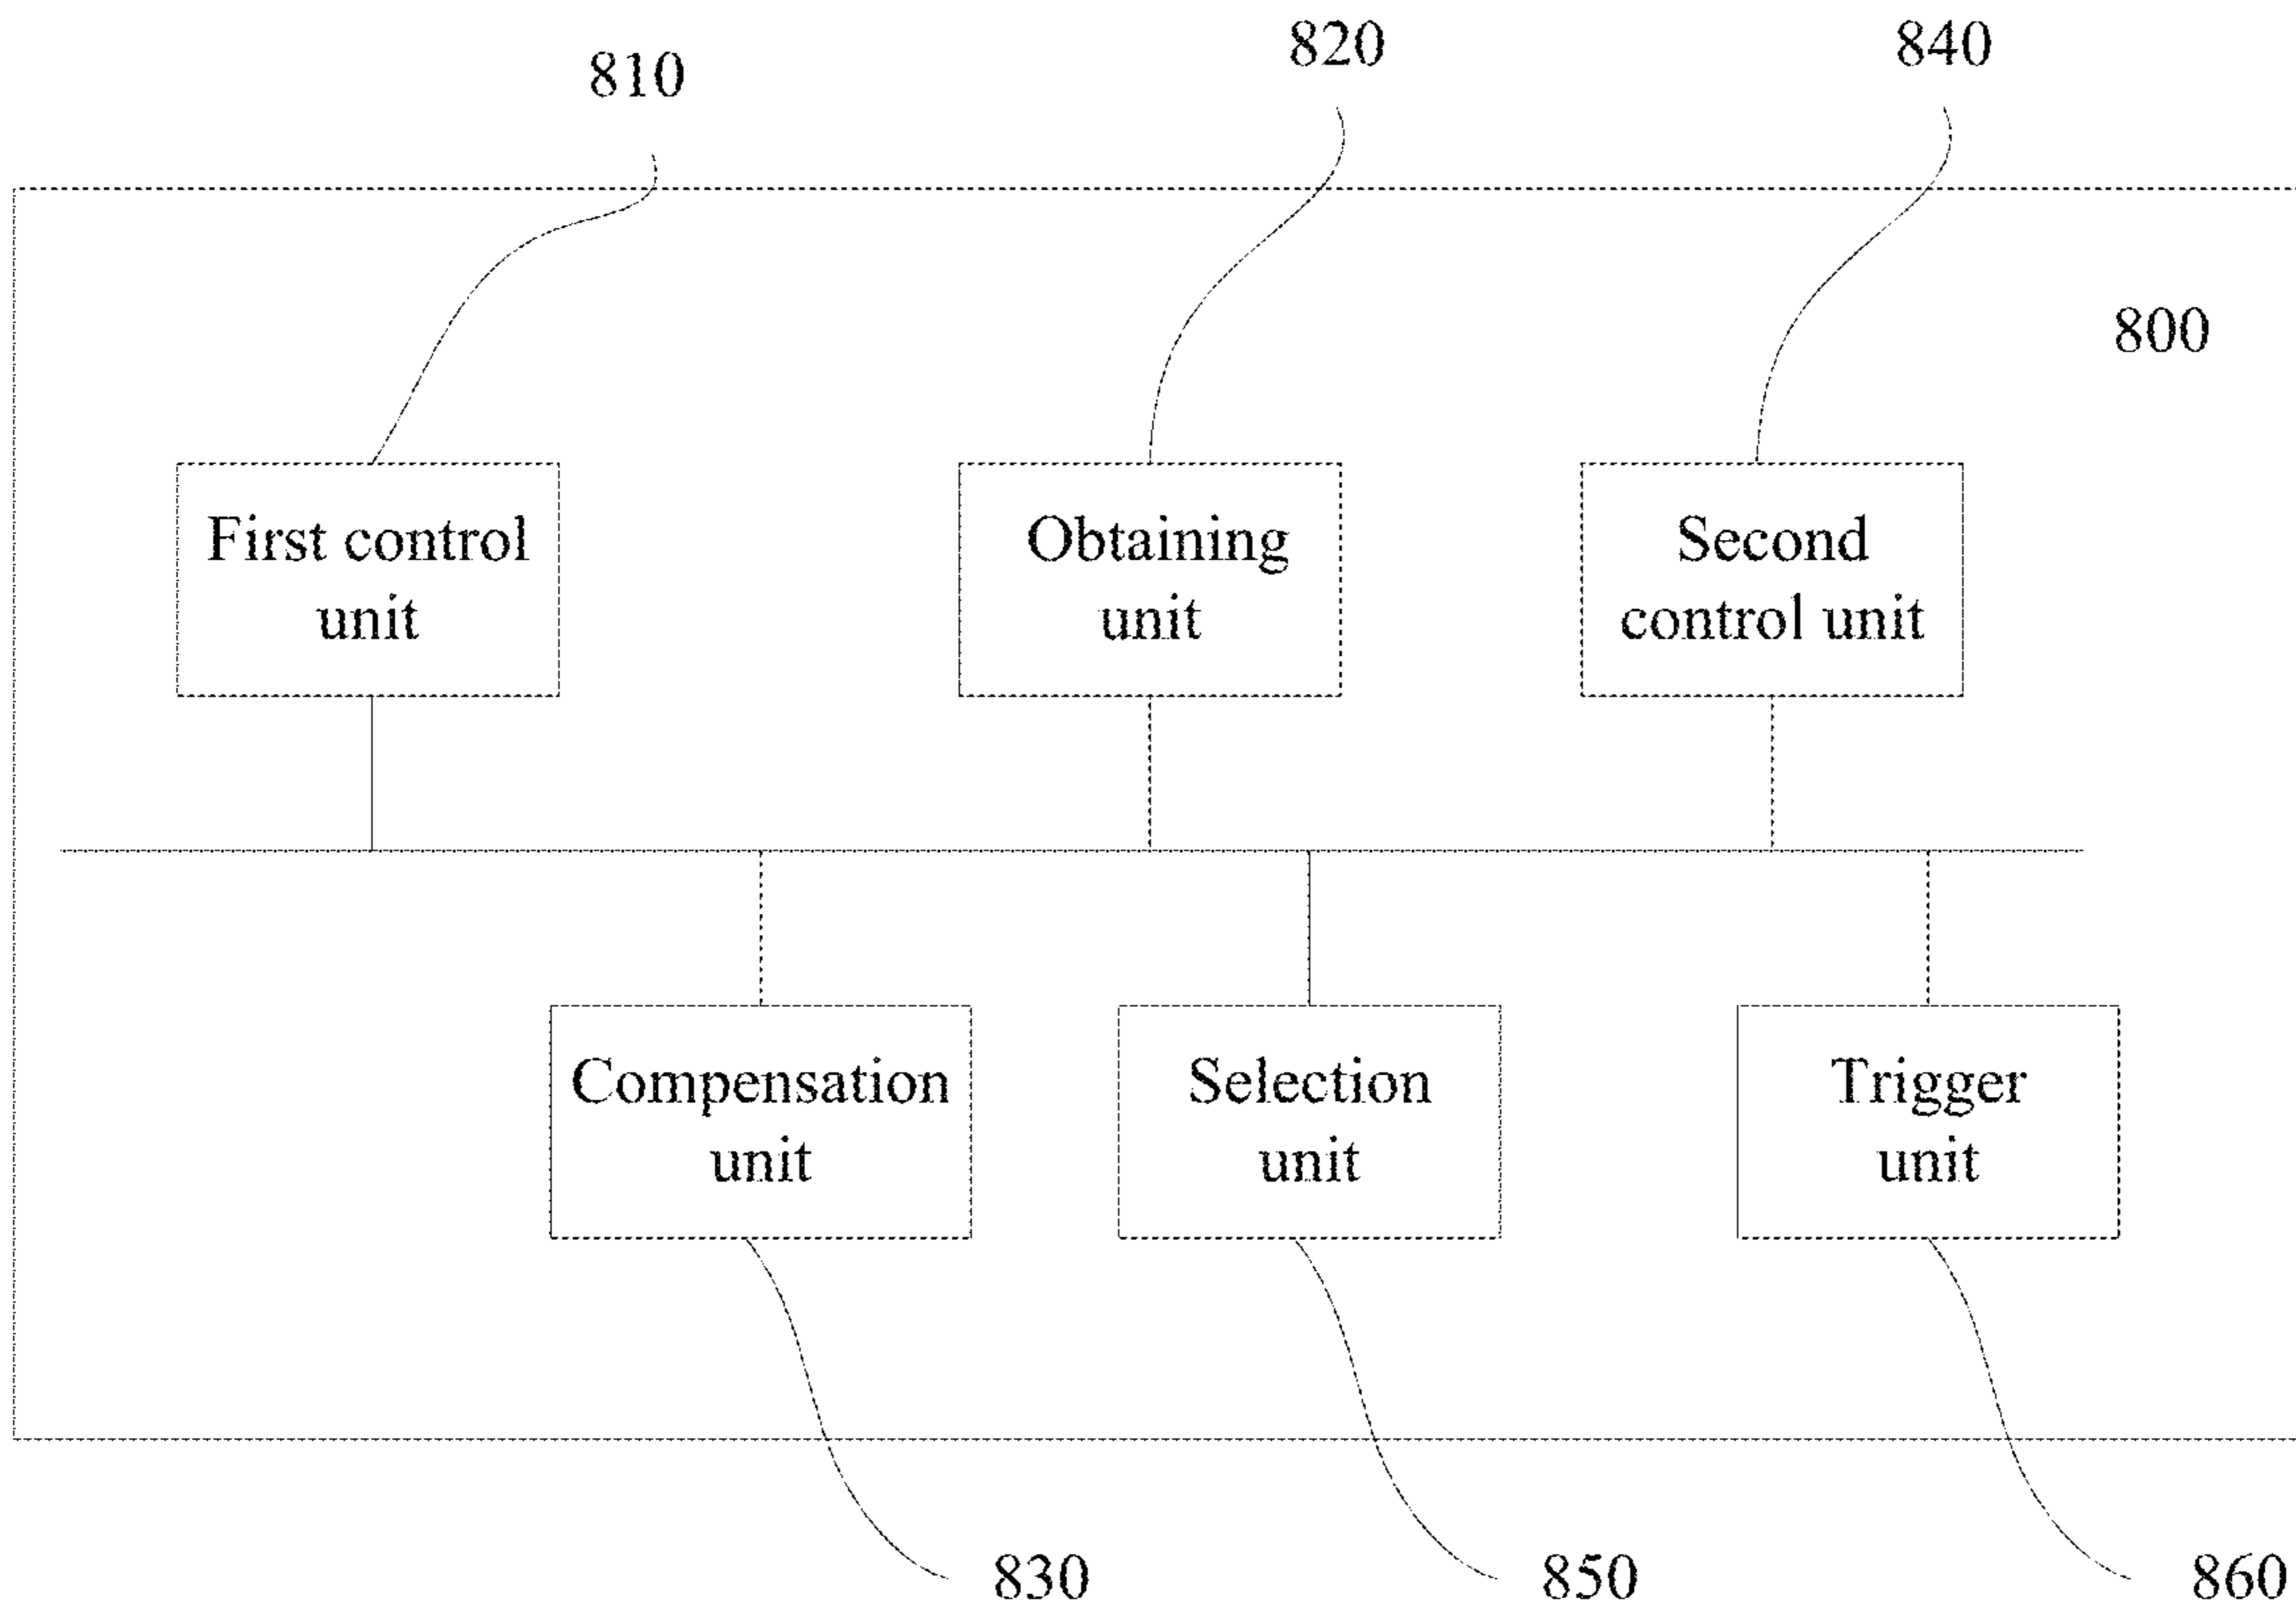 810
820
840
800
First control
unit
Obtaining
unit
Second
control unit
Compensation
unit
Selection
unit
Trigger
unit
830
850
860